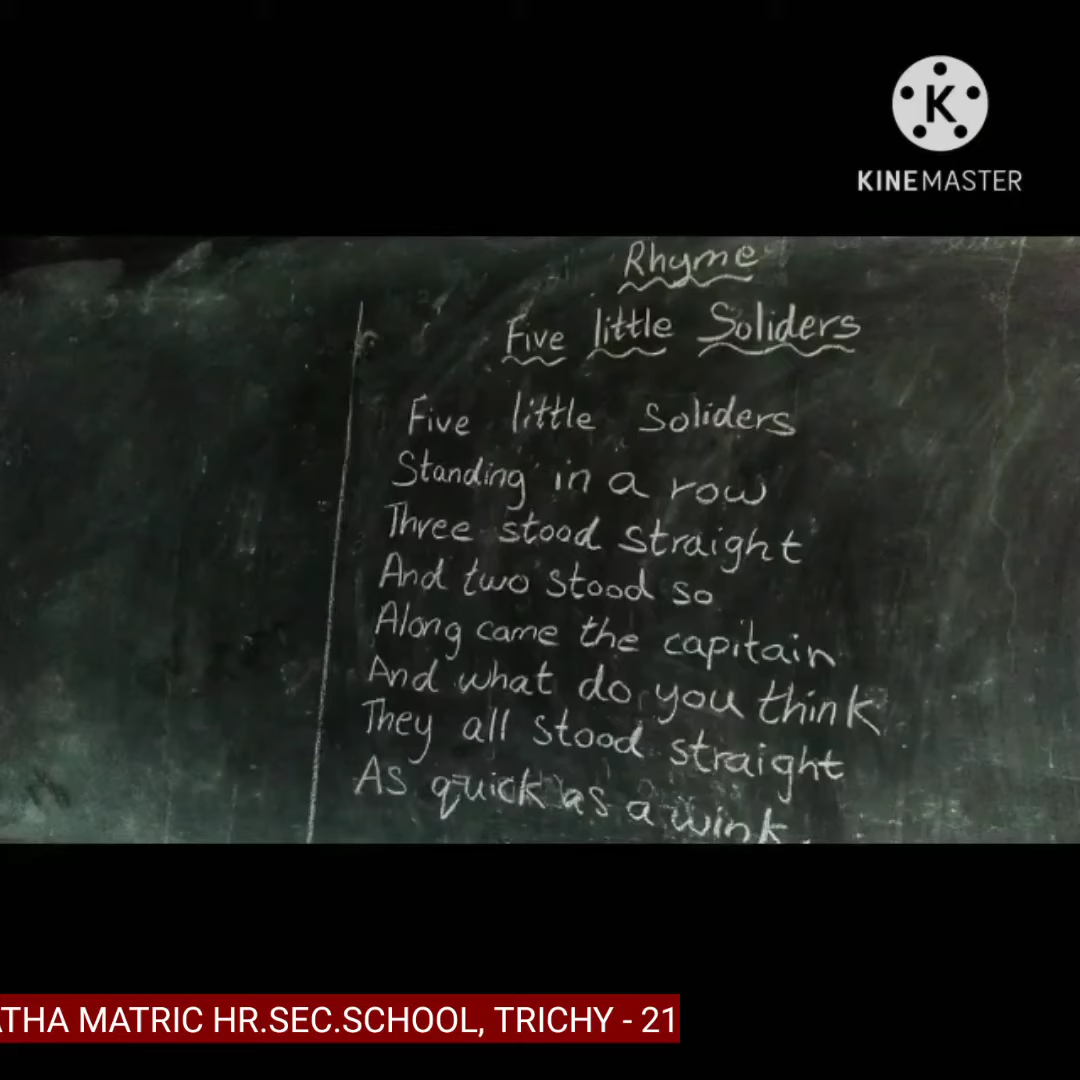 K
KINEMASTER
Rhyme
Five little Soliders
Five little soliders
Standing in a row
Three stood straight
And two stood so
Along came the capitain
And what do you think
They all stood straight
As quick as a wink.
ATHA MATRIC HR.SEC.SCHOOL, TRICHY - 21